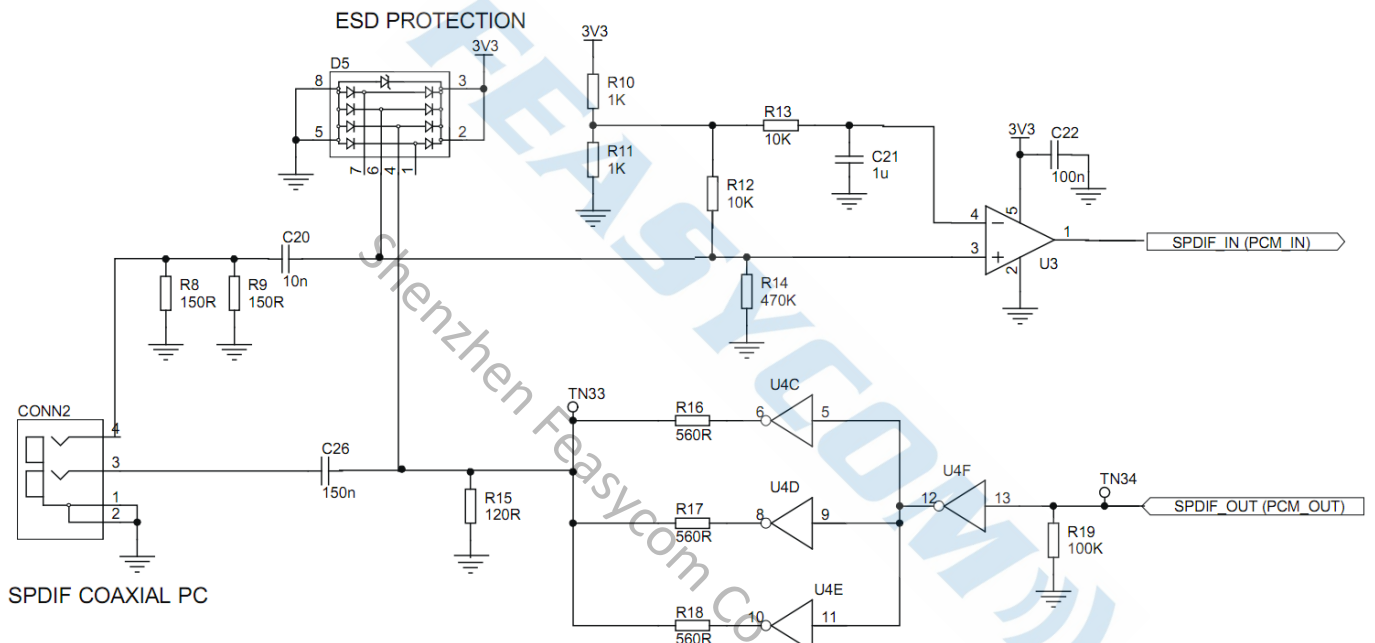 ESD PROTECTION
3V3
D5
8
3
5
2
7
6
4
1
3V3
R10
1K
R11
1K
R12
10K
R13
10K
C21
1u
3V3
C22
100n
4
5
3
2
1
U3
SPDIF_IN (PCM_IN)
C20
10n
R8
150R
R9
150R
R14
470K
CONN2
4
3
1
2
C26
150n
R15
120R
TN33
R16
560R
U4C
6
5
R17
560R
U4D
8
9
R18
560R
U4E
10
11
U4F
12
13
TN34
SPDIF_OUT (PCM_OUT)
R19
100K
SPDIF COAXIAL PC
FEASYCOM
Shenzhen Feasycom Co